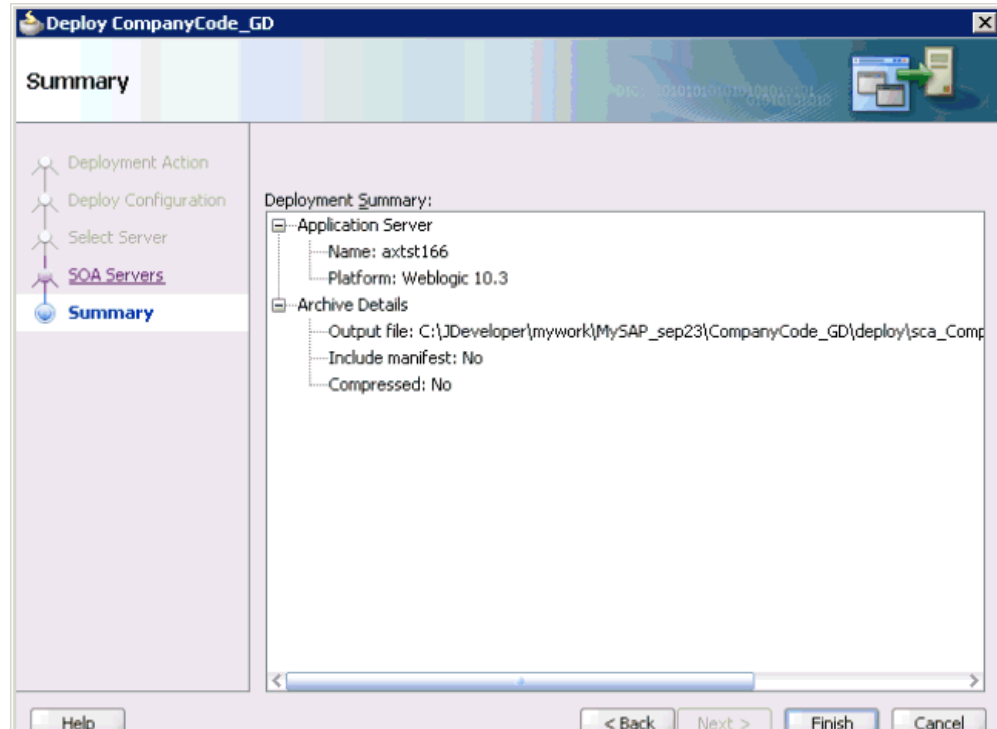 Deploy CompanyCode_GD
Summary
Deployment Action
Deploy Configuration
Select Server
SOA Servers
Summary
Deployment Summary:
Application Server
Name: axtst166
Platform: Weblogic 10.3
Archive Details
Output file: C:\JDeveloper\mywork\MySAP_sep23\CompanyCode_GD\deploy\sca_Comp
Include manifest: No
Compressed: No
Help
< Back
Next >
Finish
Cancel